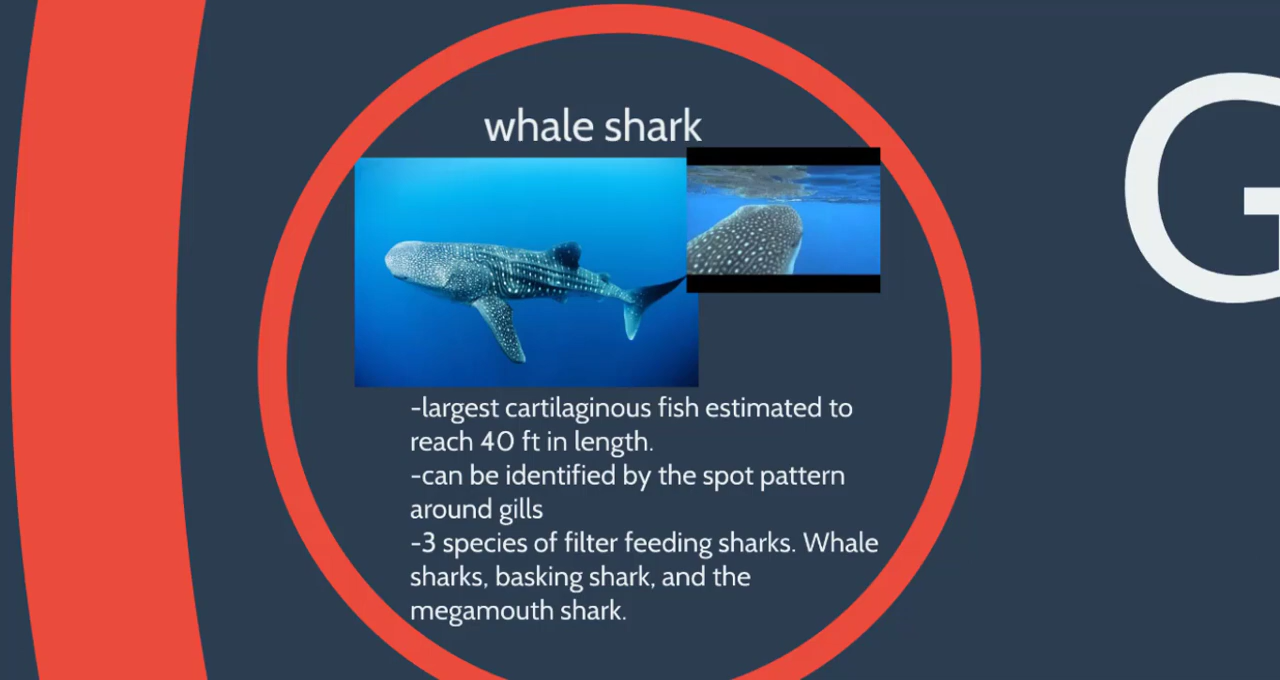 whale shark
-largest cartilaginous fish estimated to
reach 40 ft in length.
-can be identified by the spot pattern
around gills
-3 species of filter feeding sharks. Whale
sharks, basking shark, and the
megamouth shark.
G